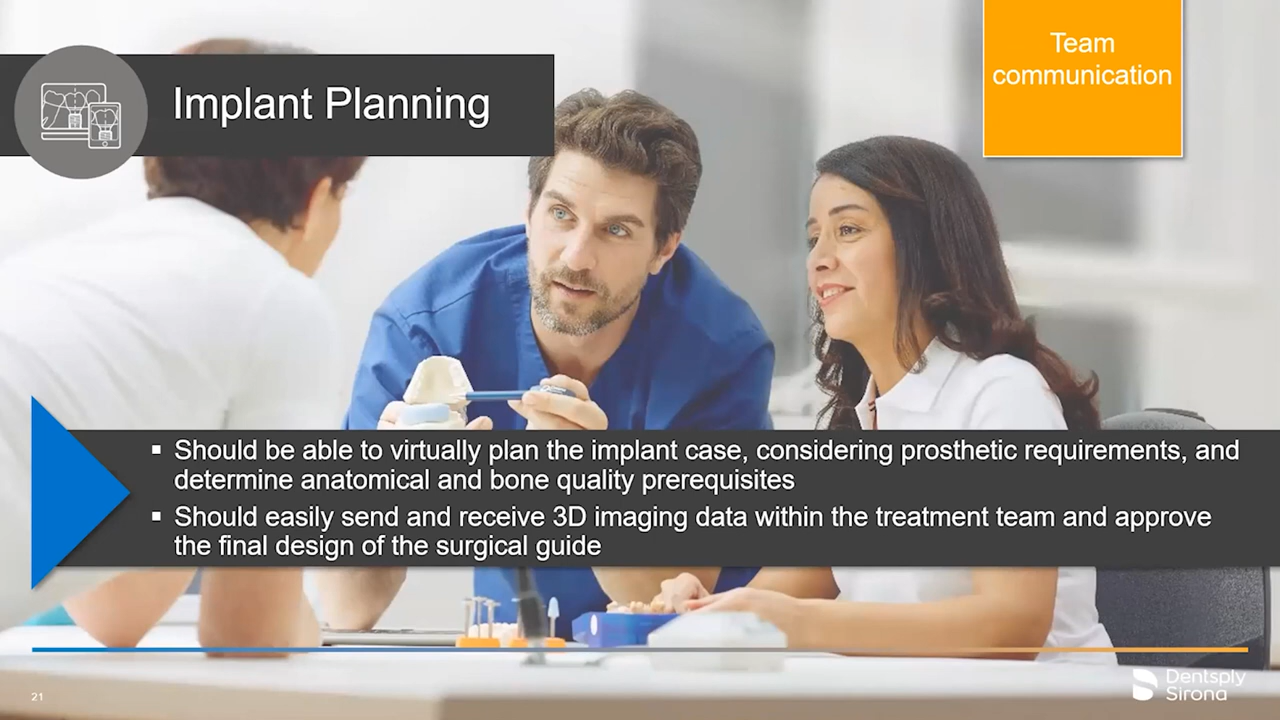 Team
communication
Implant Planning
▪ Should be able to virtually plan the implant case, considering prosthetic requirements, and
determine anatomical and bone quality prerequisites
▪ Should easily send and receive 3D imaging data within the treatment team and approve
the final design of the surgical guide
21
Dentsply
Sirona